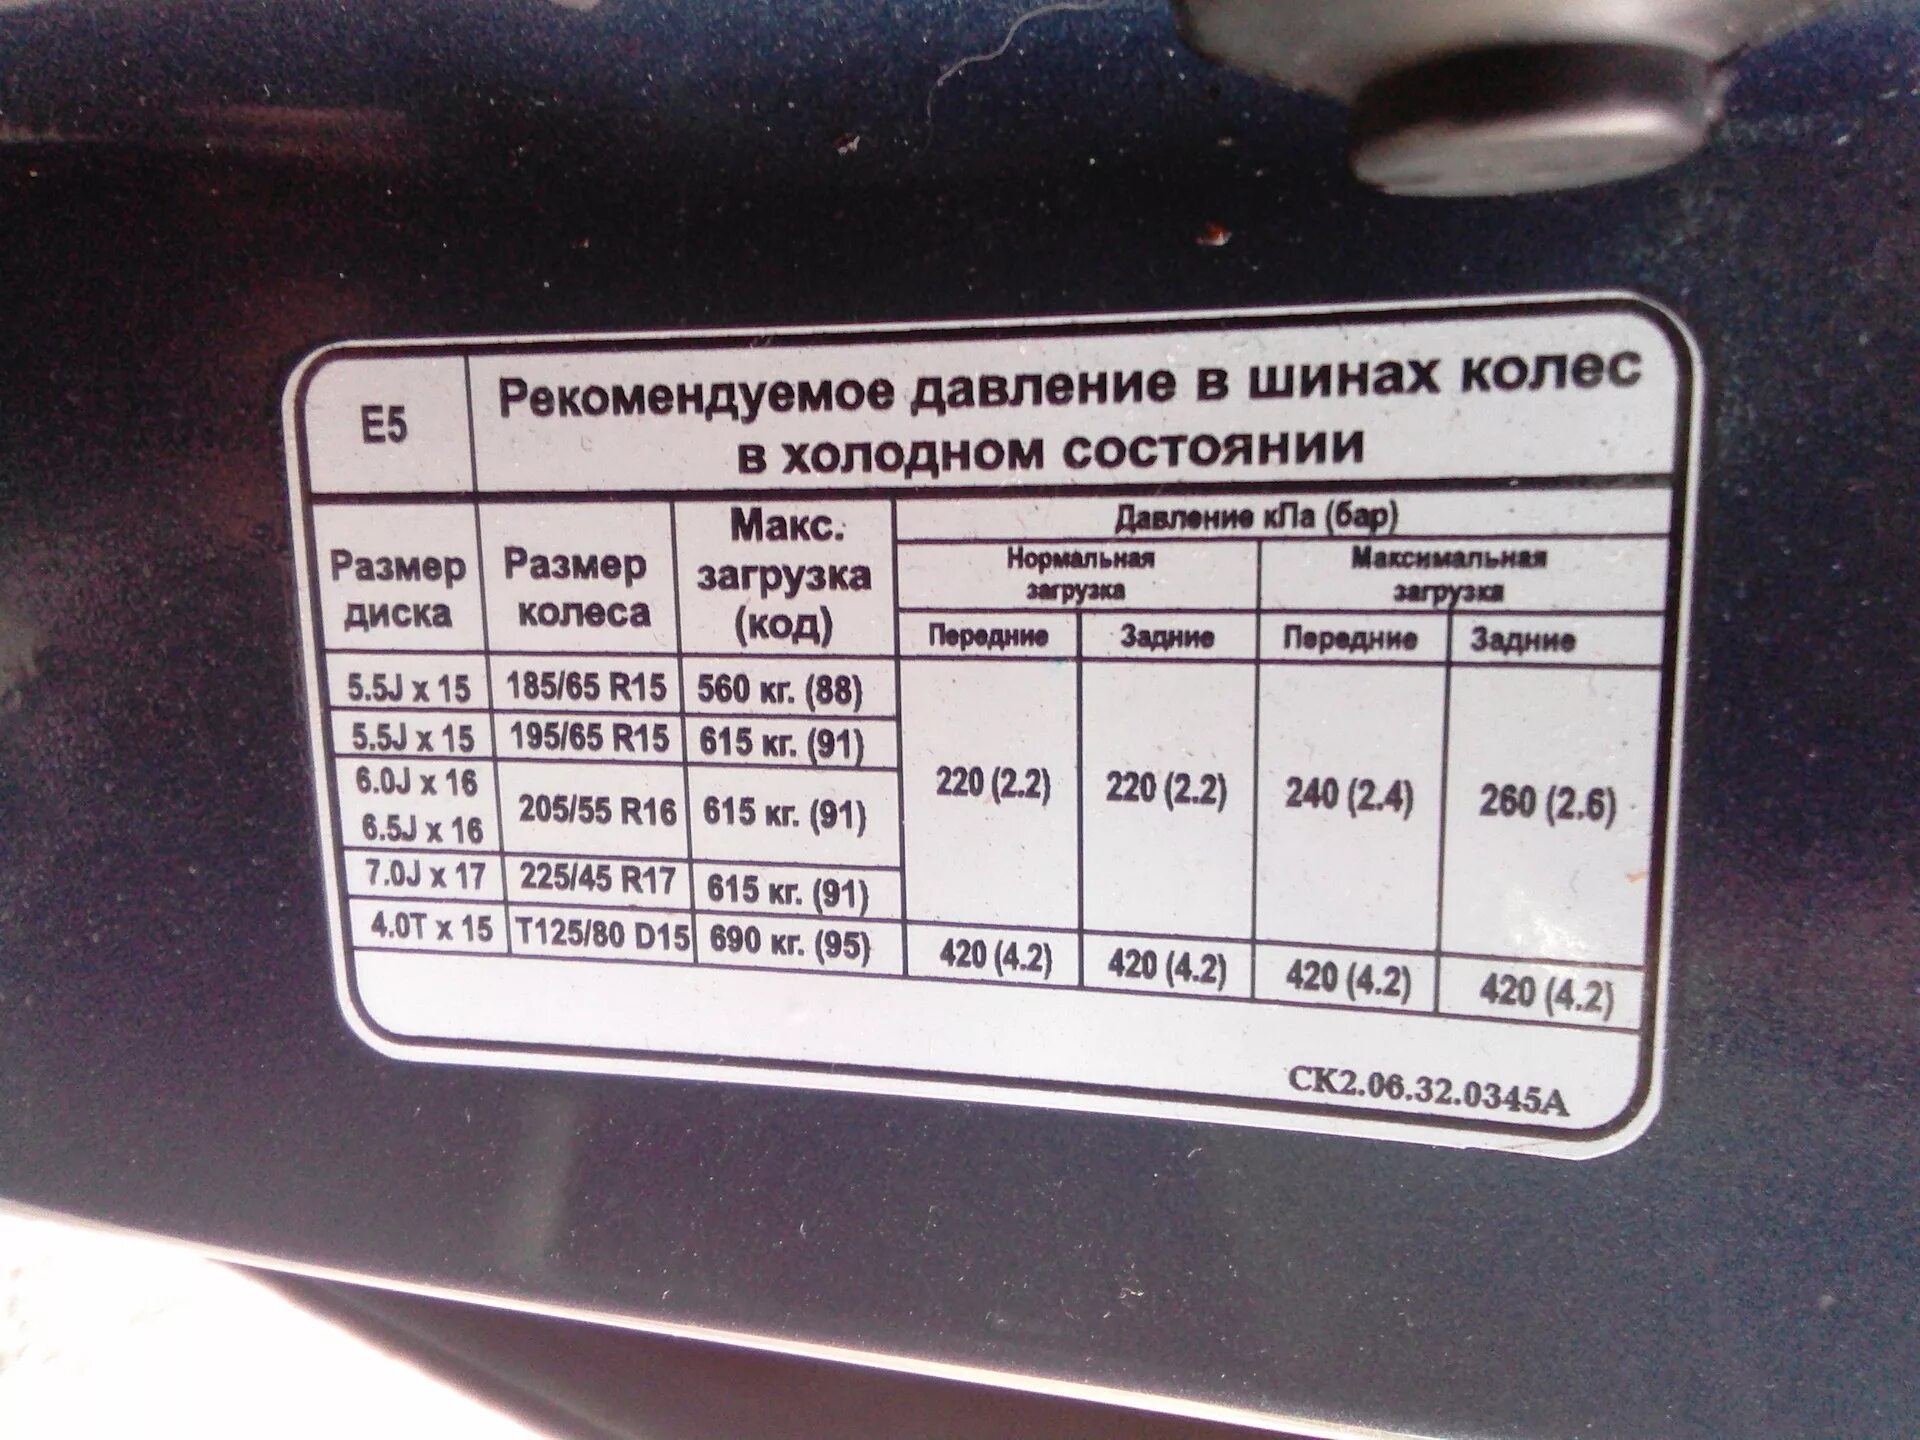 E5
Рекомендуемое давление в шинах колес
в холодном состоянии
Размер диска Размер колеса Макс. загрузка (код) Давление кПа (бар)
Нормальная загрузка Максимальная загрузка
Передние Задние Передние Задние
5.5J x 15 185/65 R15 560 кг. (88)
5.5J x 15 195/65 R15 615 кг. (91)
6.0J x 16
6.5J x 16 205/55 R16 615 кг. (91) 220 (2.2) 220 (2.2) 240 (2.4) 260 (2.6)
7.0J x 17 225/45 R17 615 кг. (91)
4.0T x 15 T125/80 D15 690 кг. (95) 420 (4.2) 420 (4.2) 420 (4.2) 420 (4.2)
CK2.06.32.0345A